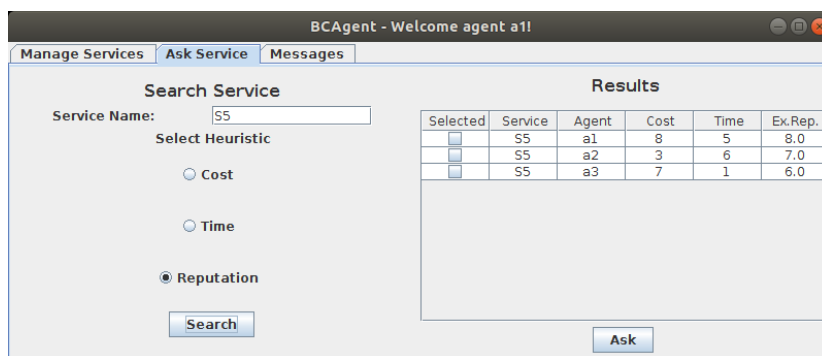 BCAgent - Welcome agent a1!
Manage Services Ask Service Messages
Search Service
Service Name: S5
Select Heuristic
Cost
Time
Reputation
Search
Results
Selected Service Agent Cost Time Ex.Rep.
S5 a1 8 5 8.0
S5 a2 3 6 7.0
S5 a3 7 1 6.0
Ask